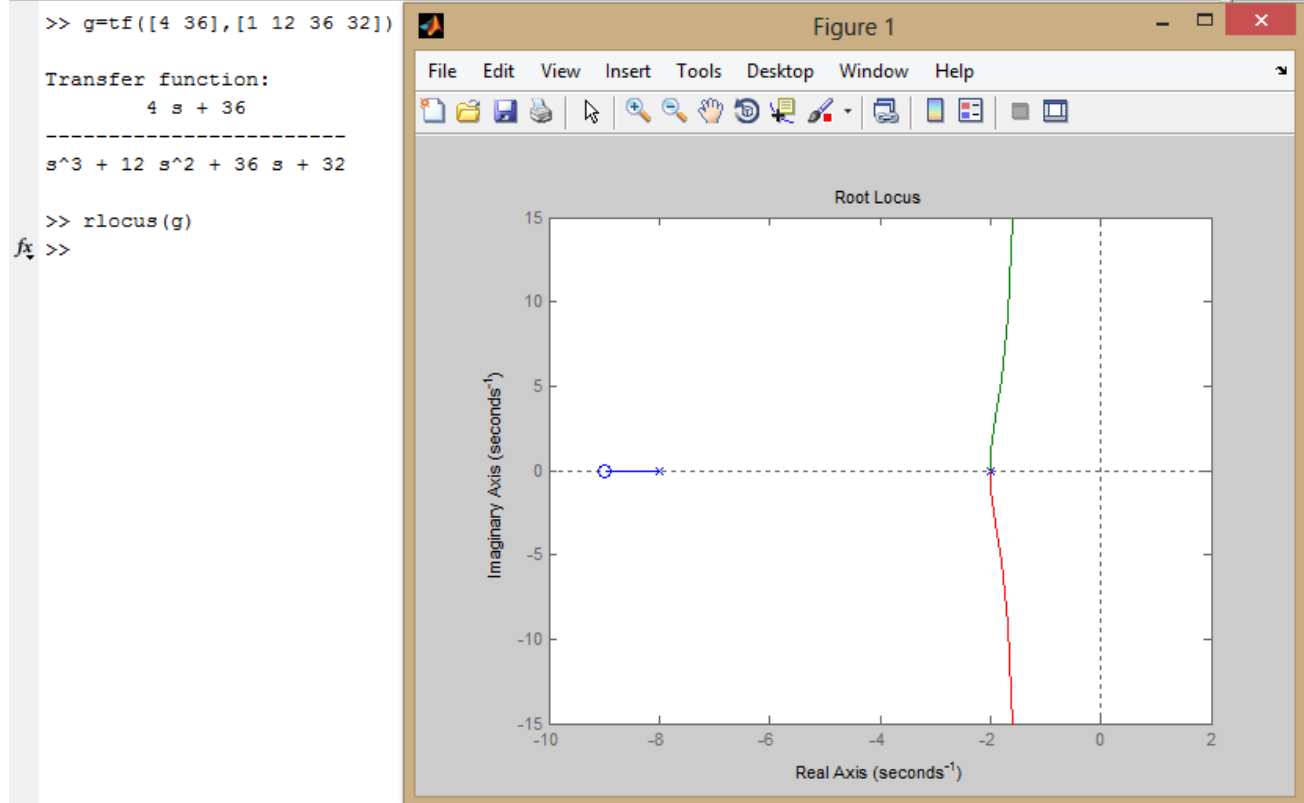 >> g=tf([4 36],[1 12 36 32])
Transfer function:
4 s + 36
------------------------
s^3 + 12 s^2 + 36 s + 32
>> rlocus(g)
fx >>
Figure 1
File Edit View Insert Tools Desktop Window Help
Root Locus
15
10
5
0
-5
-10
-15
-10 -8 -6 -4 -2 0 2
Imaginary Axis (seconds⁻¹)
Real Axis (seconds⁻¹)